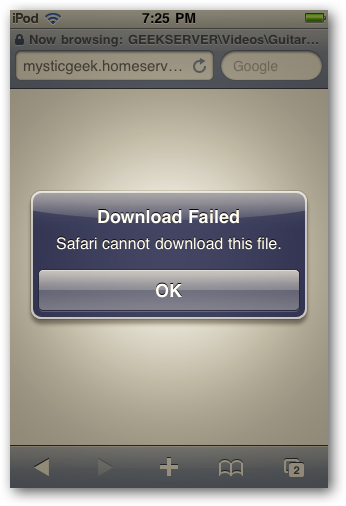 iPod 7:25 PM
Now browsing: GEEKSERVER\Videos\Guitar...
mysticgeek.homeserv... Google
Download Failed
Safari cannot download this file.
OK
2